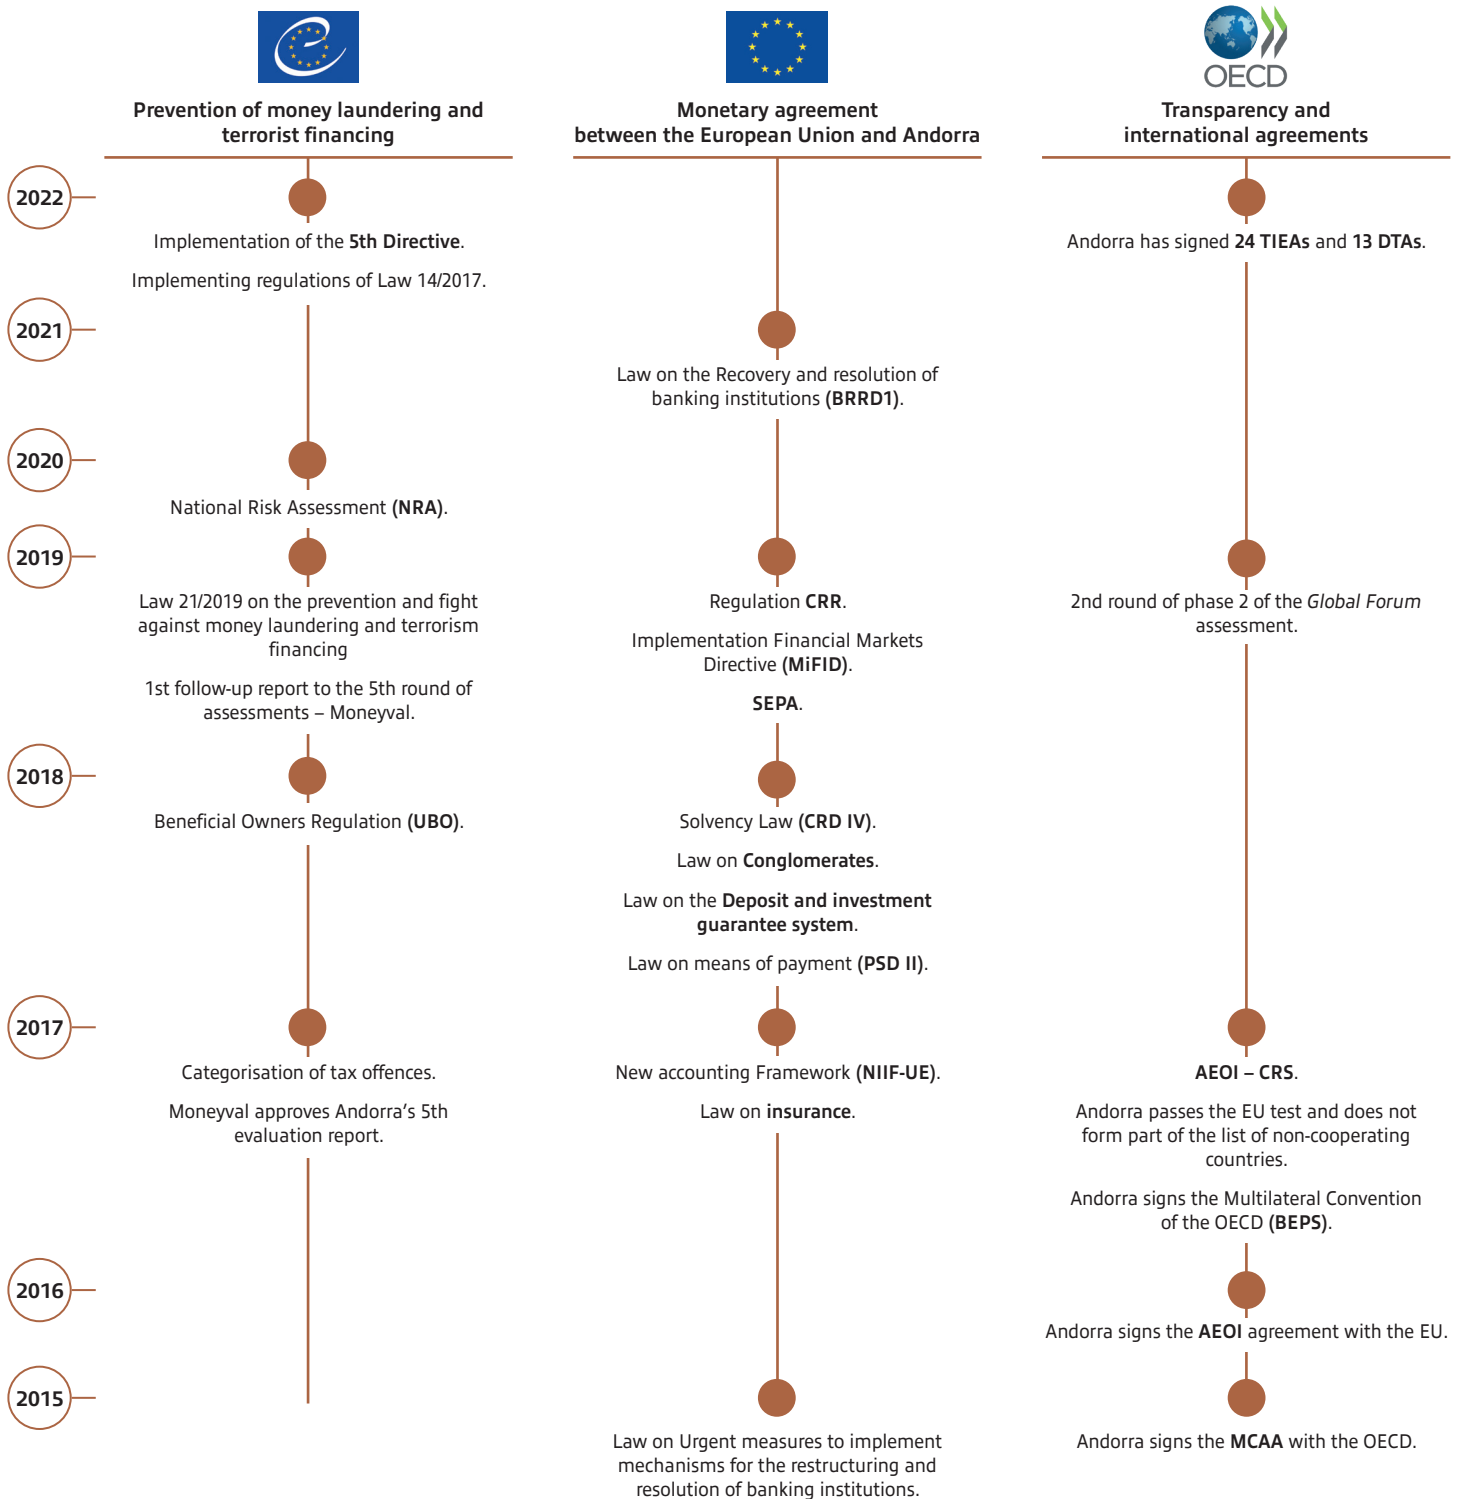 OECD
Prevention of money laundering and
terrorist financing
Monetary agreement
between the European Union and Andorra
Transparency and
international agreements
2022
Implementation of the 5th Directive.
Implementing regulations of Law 14/2017.
Andorra has signed 24 TIEAs and 13 DTAs.
2021
Law on the Recovery and resolution of
banking institutions (BRRD1).
2020
National Risk Assessment (NRA).
2019
Law 21/2019 on the prevention and fight
against money laundering and terrorism
financing
1st follow-up report to the 5th round of
assessments – Moneyval.
Regulation CRR.
Implementation Financial Markets
Directive (MiFID).
SEPA.
2nd round of phase 2 of the Global Forum
assessment.
2018
Beneficial Owners Regulation (UBO).
Solvency Law (CRD IV).
Law on Conglomerates.
Law on the Deposit and investment
guarantee system.
Law on means of payment (PSD II).
2017
Categorisation of tax offences.
Moneyval approves Andorra’s 5th
evaluation report.
New accounting Framework (NIIF-UE).
Law on insurance.
AEOI – CRS.
Andorra passes the EU test and does not
form part of the list of non-cooperating
countries.
Andorra signs the Multilateral Convention
of the OECD (BEPS).
2016
Andorra signs the AEOI agreement with the EU.
2015
Law on Urgent measures to implement
mechanisms for the restructuring and
resolution of banking institutions.
Andorra signs the MCAA with the OECD.